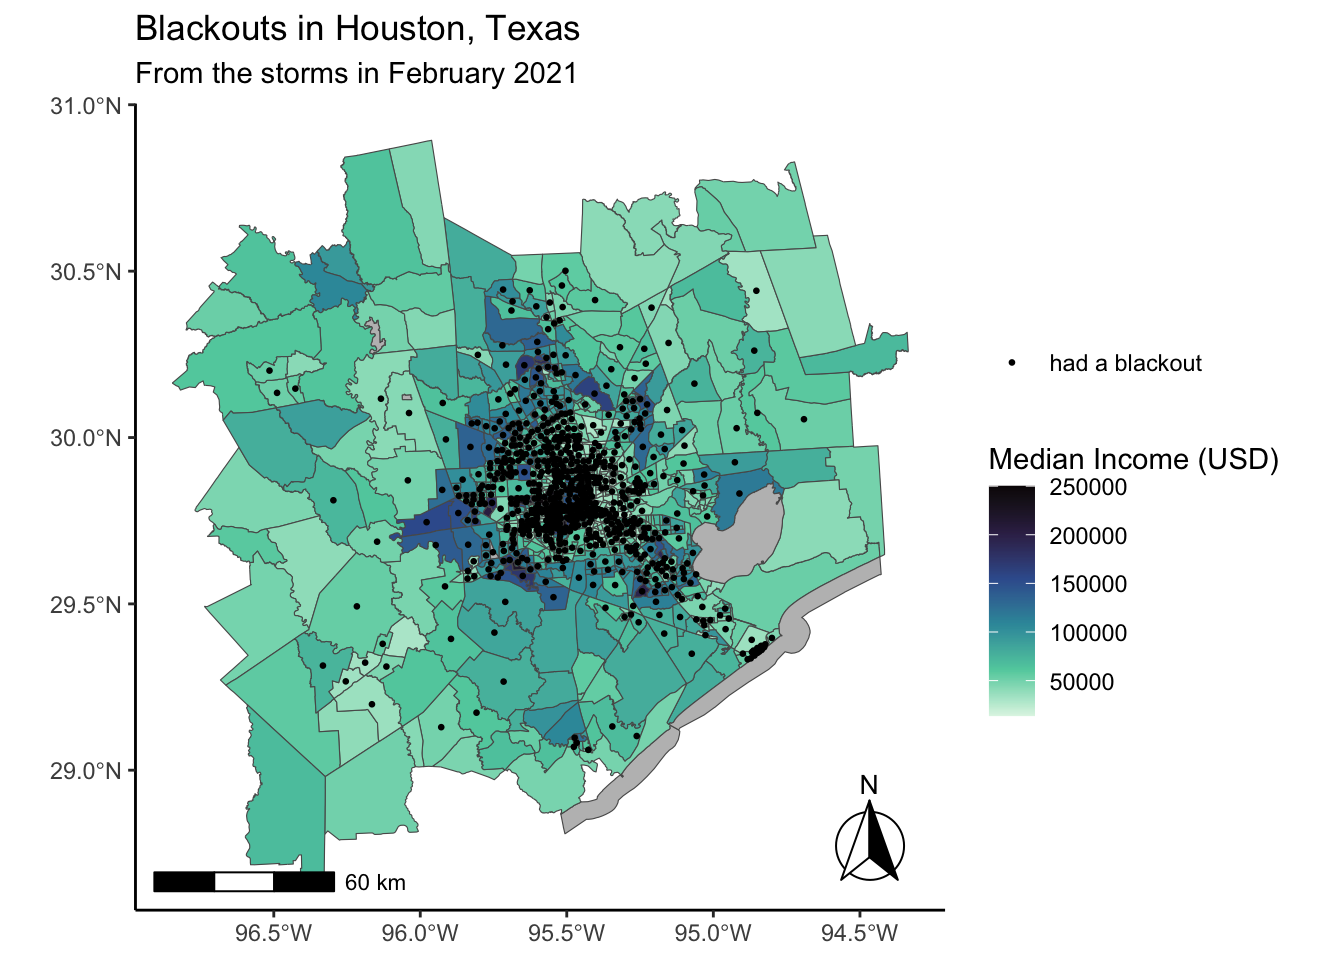 Blackouts in Houston, Texas
From the storms in February 2021
31.0°N
30.5°N
30.0°N
29.5°N
29.0°N
96.5°W
96.0°W
95.5°W
95.0°W
94.5°W
60 km
N
had a blackout
Median Income (USD)
250000
200000
150000
100000
50000